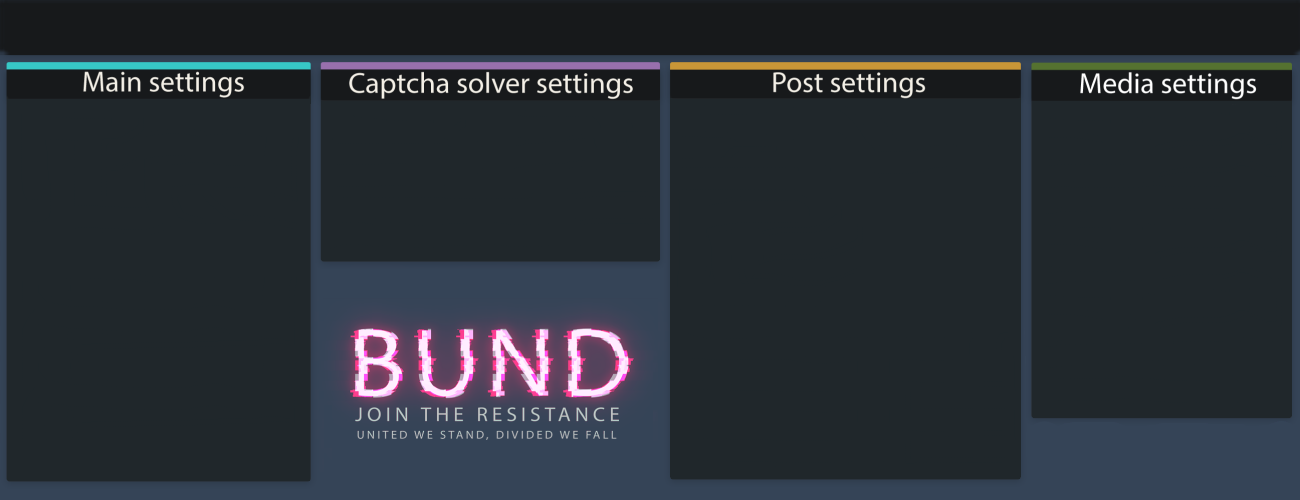 Main settings
Captcha solver settings
Post settings
Media settings
BUND
JOIN THE RESISTANCE
UNITED WE STAND, DIVIDED WE FALL